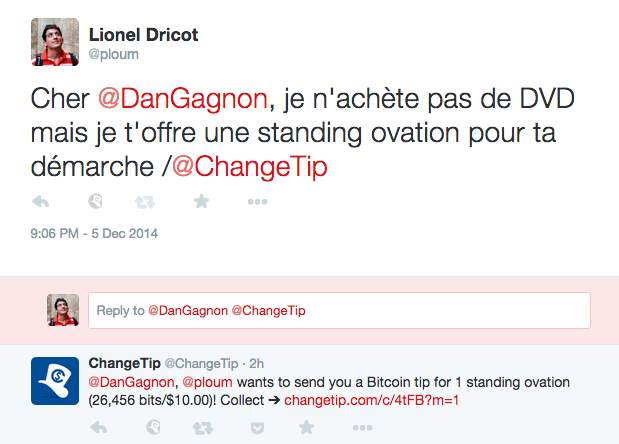 Lionel Dricot
@ploum
Cher @DanGagnon, je n'achète pas de DVD
mais je t'offre une standing ovation pour ta
démarche /@ChangeTip
9:06 PM - 5 Dec 2014
Reply to @DanGagnon @ChangeTip
ChangeTip @ChangeTip · 2h
@DanGagnon, @ploum wants to send you a Bitcoin tip for 1 standing ovation
(26,456 bits/$10.00)! Collect ➔ changetip.com/c/4tFB?m=1